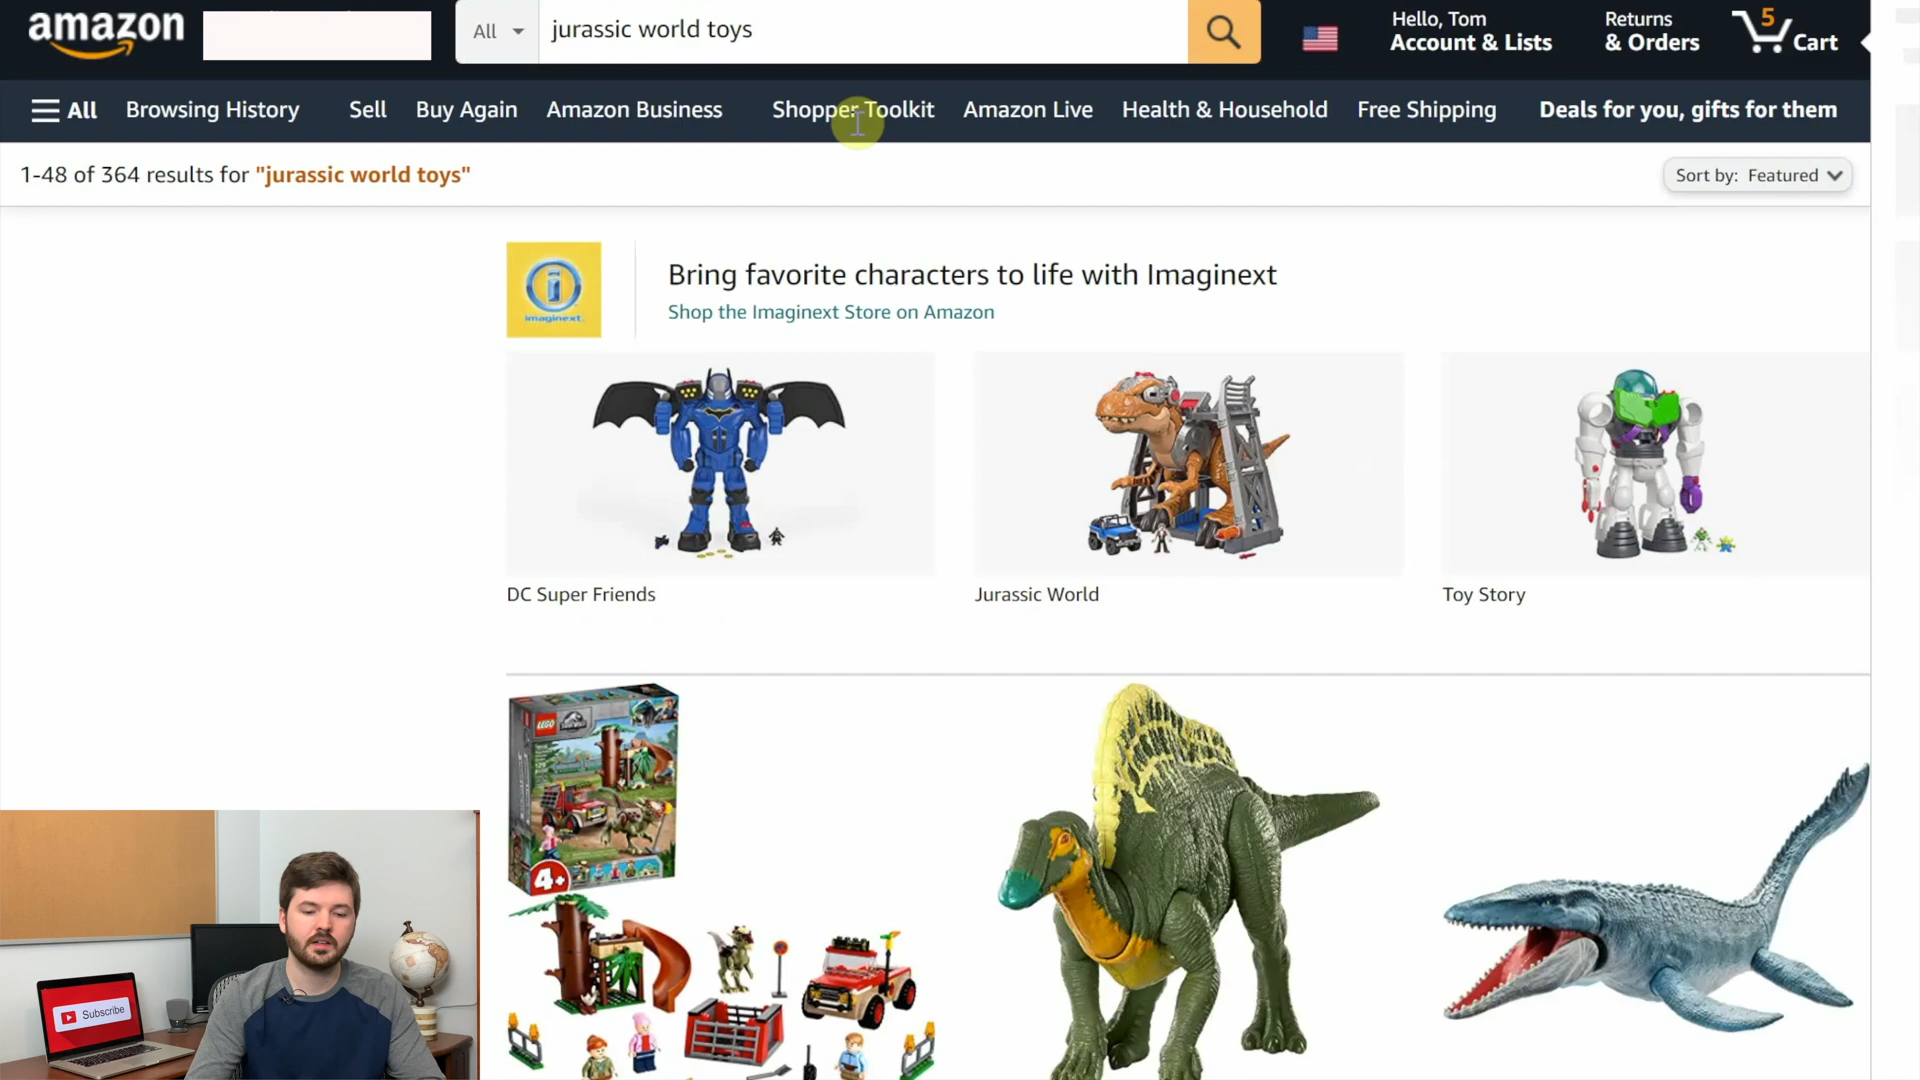 amazon
All
jurassic world toys
Hello, Tom
Account & Lists
Returns
& Orders
5
Cart
All
Browsing History
Sell
Buy Again
Amazon Business
Shopper Toolkit
Amazon Live
Health & Household
Free Shipping
Deals for you, gifts for them
1-48 of 364 results for "jurassic world toys"
Sort by: Featured
imaginext.
Bring favorite characters to life with Imaginext
Shop the Imaginext Store on Amazon
DC Super Friends
Jurassic World
Toy Story
LEGO
4+
Subscribe